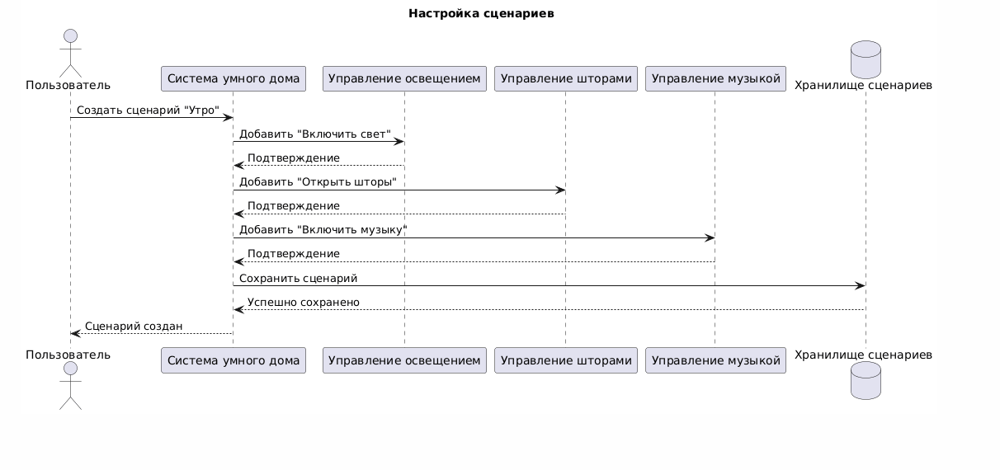 Настройка сценариев
Пользователь
Система умного дома
Управление освещением
Управление шторами
Управление музыкой
Хранилище сценариев
Создать сценарий "Утро"
Добавить "Включить свет"
Подтверждение
Добавить "Открыть шторы"
Подтверждение
Добавить "Включить музыку"
Подтверждение
Сохранить сценарий
Успешно сохранено
Сценарий создан
Пользователь
Система умного дома
Управление освещением
Управление шторами
Управление музыкой
Хранилище сценариев